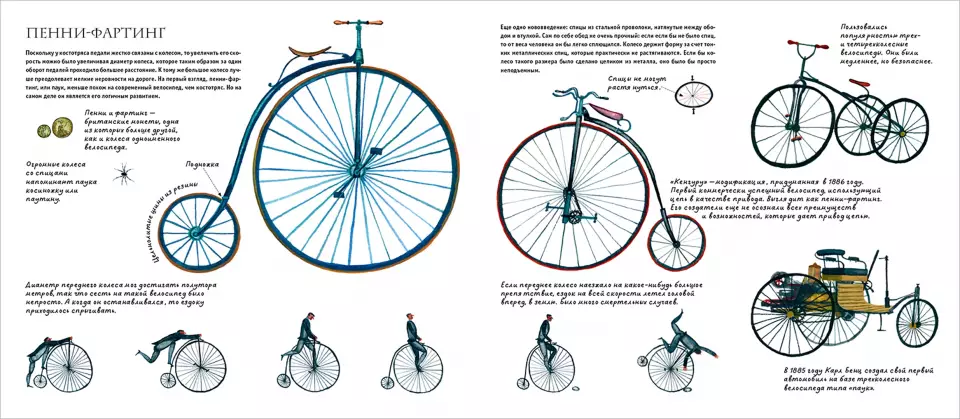 ПЕННИ-ФАРТИНГ
Поскольку у костотряса педали жестко связаны с колесом, то увеличить его ско-
рость можно было увеличивая диаметр колеса, которое таким образом за один
оборот педалей проходило большее расстояние. К тому же большое колесо луч-
ше преодолевает мелкие неровности на дороге. На первый взгляд, пенни-фар-
тинг, или паук, меньше похож на современный велосипед, чем костотряс. Но на
самом деле он является его логичным развитием.
Пенни и фартинг –
британские монеты, одна
из которых больше другой,
как и колеса одноименного
велосипеда.
Огромные колеса
со спицами
напоминают паука
косиножку или
паутину.
Подножка
Цельнолитые шины из резины
Диаметр переднего колеса мог достигать полутора
метров, так что сесть на такой велосипед было
непросто. А когда он останавливался, то ездоку
приходилось спрыгивать.
Еще одно нововведение: спицы из стальной проволоки, натянутые между обо-
дом и втулкой. Сам по себе обод не очень прочный: если если бы не было спиц,
то от веса человека он бы легко сплющился. Колесо держит форму за счет тон-
ких металлических спиц, которые практически не растягиваются. Если бы ко-
лесо такого размера было сделано целиком из металла, оно было бы просто
неподъемным.
Спицы не могут
растянуться.
Пользовались
популярностью трех-
и четырехколесные
велосипеды. Они были
медленнее, но безопаснее.
«Кенгуру» – модификация, придуманная в 1886 году.
Первый коммерчески успешный велосипед, использующий
цепь в качестве привода. Выглядит как пенни-фартинг.
Его создатели еще не осознали все преимуществ
и возможностей, которые дает привод цепью.
Если переднее колесо наезжало на какое-нибудь большое
препятствие, ездок на всей скорости летел головой
вперед, в землю. Было много смертельных случаев.
В 1885 году Карл Бенц создал свой первый
автомобиль на базе трехколесного
велосипеда типа «паук».